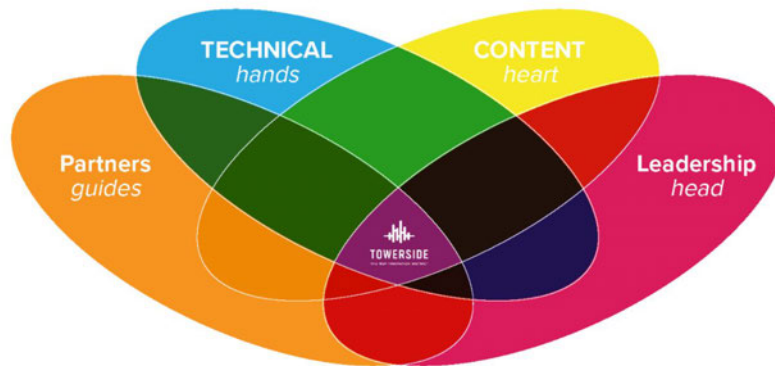 TECHNICAL
hands
CONTENT
heart
Partners
guides
Leadership
head
TOWERSIDE